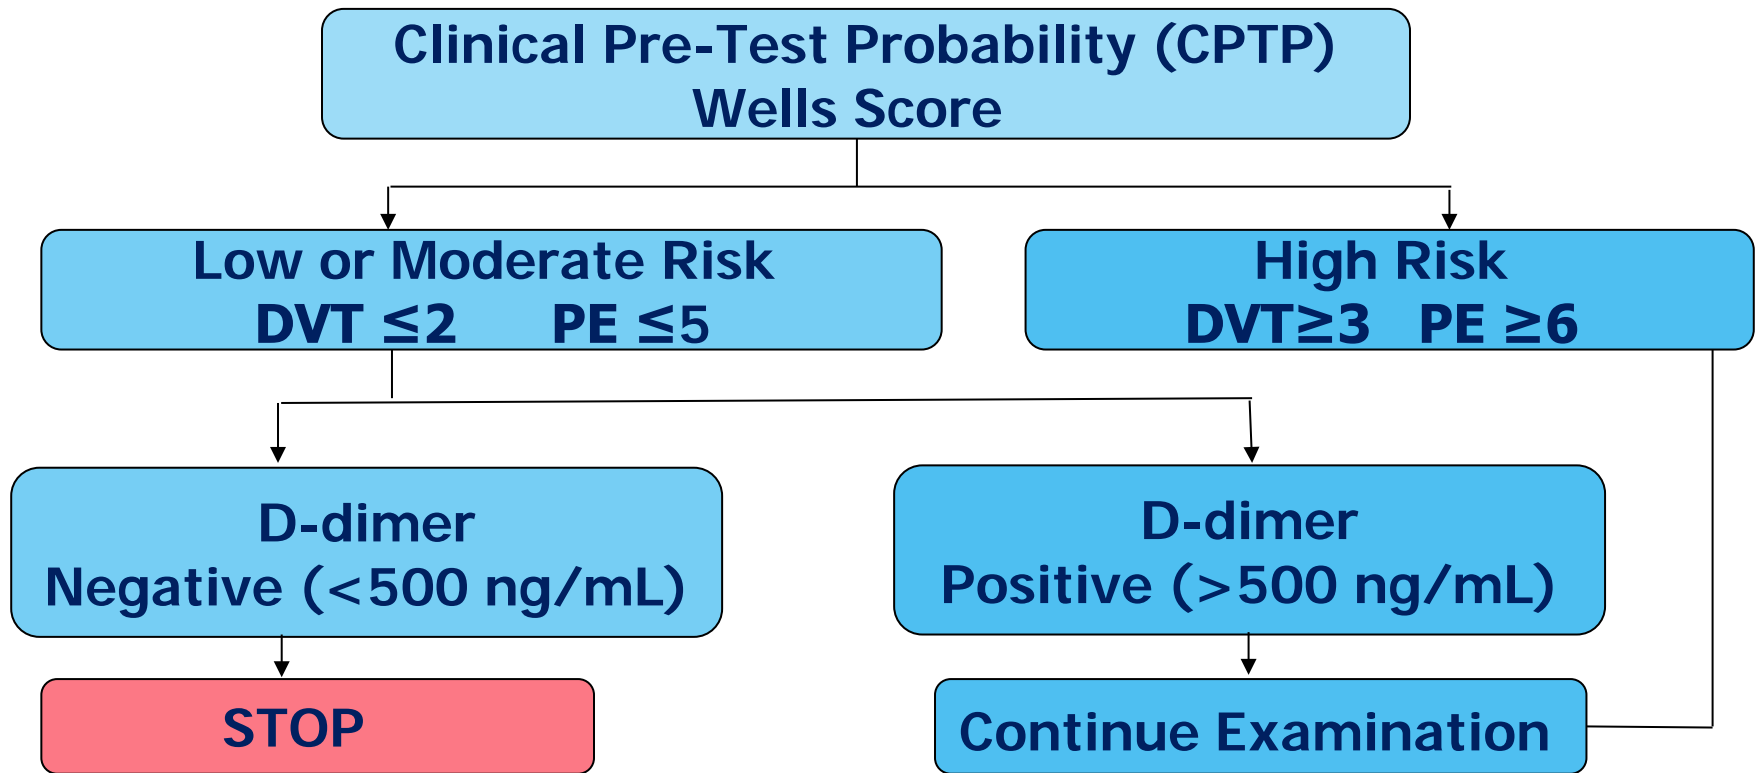 Clinical Pre-Test Probability (CPTP)
Wells Score
Low or Moderate Risk
DVT ≤2 PE ≤5
High Risk
DVT≥3 PE ≥6
D-dimer
Negative (<500 ng/mL)
D-dimer
Positive (>500 ng/mL)
STOP
Continue Examination